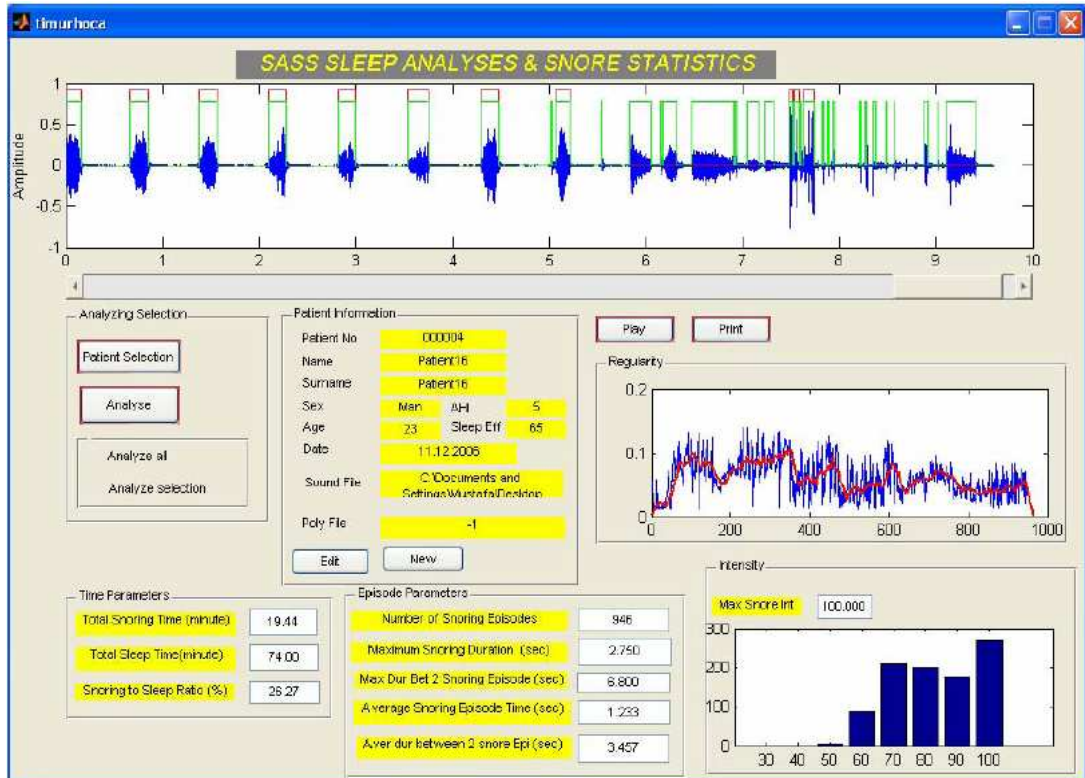 timurhoca
SASS SLEEP ANALYSES & SNORE STATISTICS
Amplitude
1
0.5
0
-0.5
-1
0 1 2 3 4 5 6 7 8 9 10
Analyzing Selection
Patient Selection
Analyse
Analyze all
Analyze selection
Patient Information
Patient No 000004
Name Patient16
Surname Patient16
Sex Man AHI 5
Age 23 Sleep Eff 65
Date 11.12.2006
Sound File C:\Documents and
Settings\Mustafa\Desktop
Poly File -1
Edit New
Play Print
Regularity
0.2
0.1
0
0 200 400 600 800 1000
Time Parameters
Total Snoring Time (minute) 19.44
Total Sleep Time(minute) 74.00
Snoring to Sleep Ratio (%) 26.27
Episode Parameters
Number of Snoring Episodes 946
Maximum Snoring Duration (sec) 2.750
Max Dur Bet 2 Snoring Episode (sec) 6.800
Average Snoring Episode Time (sec) 1.233
Aver dur between 2 snore Epi (sec) 3.457
Intensity
Max Snore Int 100.000
300
200
100
0
30 40 50 60 70 80 90 100